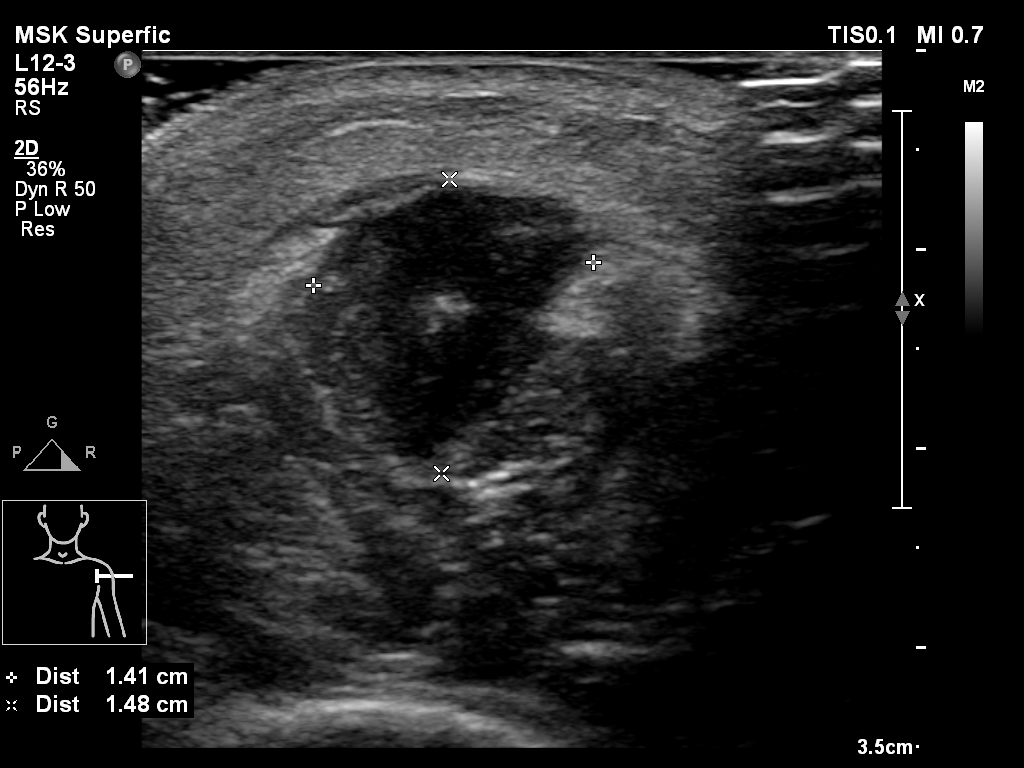 MSK Superfic
TIS0.1 MI 0.7
L12-3
P
56Hz
RS
M2
2D
36%
Dyn R 50
P Low
Res
X
G
P R
Dist 1.41 cm
Dist 1.48 cm
3.5cm